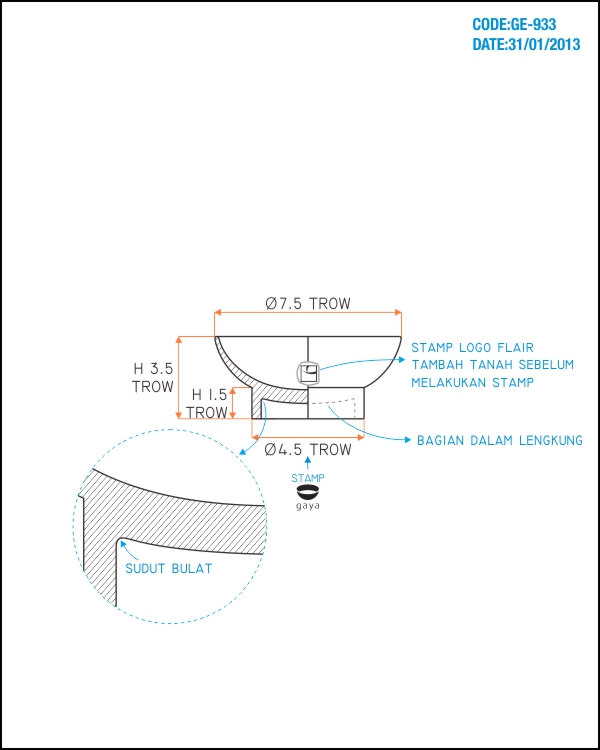 CODE:GE-933
DATE:31/01/2013
Ø7.5 TROW
STAMP LOGO FLAIR
TAMBAH TANAH SEBELUM
MELAKUKAN STAMP
H 3.5
TROW
H 1.5
TROW
BAGIAN DALAM LENGKUNG
Ø4.5 TROW
STAMP
gaya
SUDUT BULAT